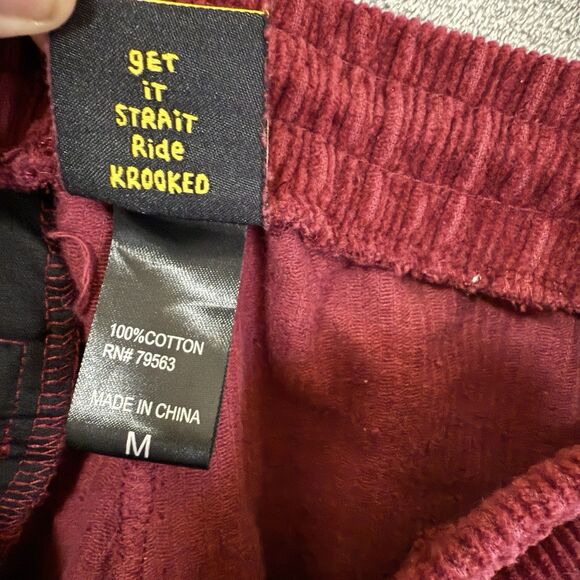 gET
iT
STRAiT
Ride
KROOKED
100%COTTON
RN# 79563
MADE IN CHINA
M